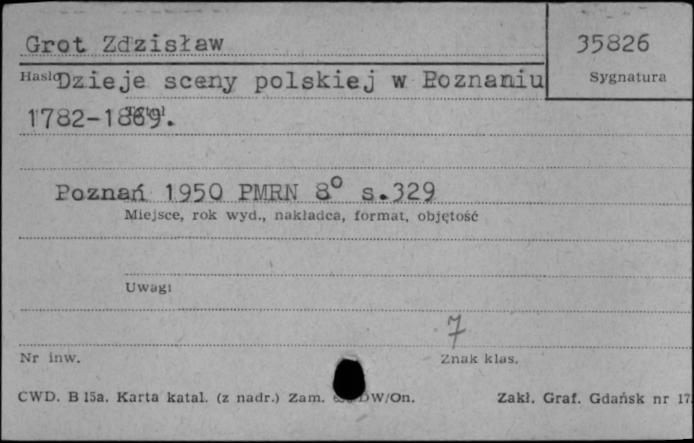 Grot Zdzisław
35826
Hasło Dzieje sceny polskiej w Poznaniu
Sygnatura
1782-1869.
Poznań 1950 PMRN 8° s.329
Miejsce, rok wyd., nakładca, format, objętość
Uwagi
7
Nr inw.
Znak klas.
CWD. B 15a. Karta katal. (z nadr.) Zam. DW/On.
Zakł. Graf. Gdańsk nr 17